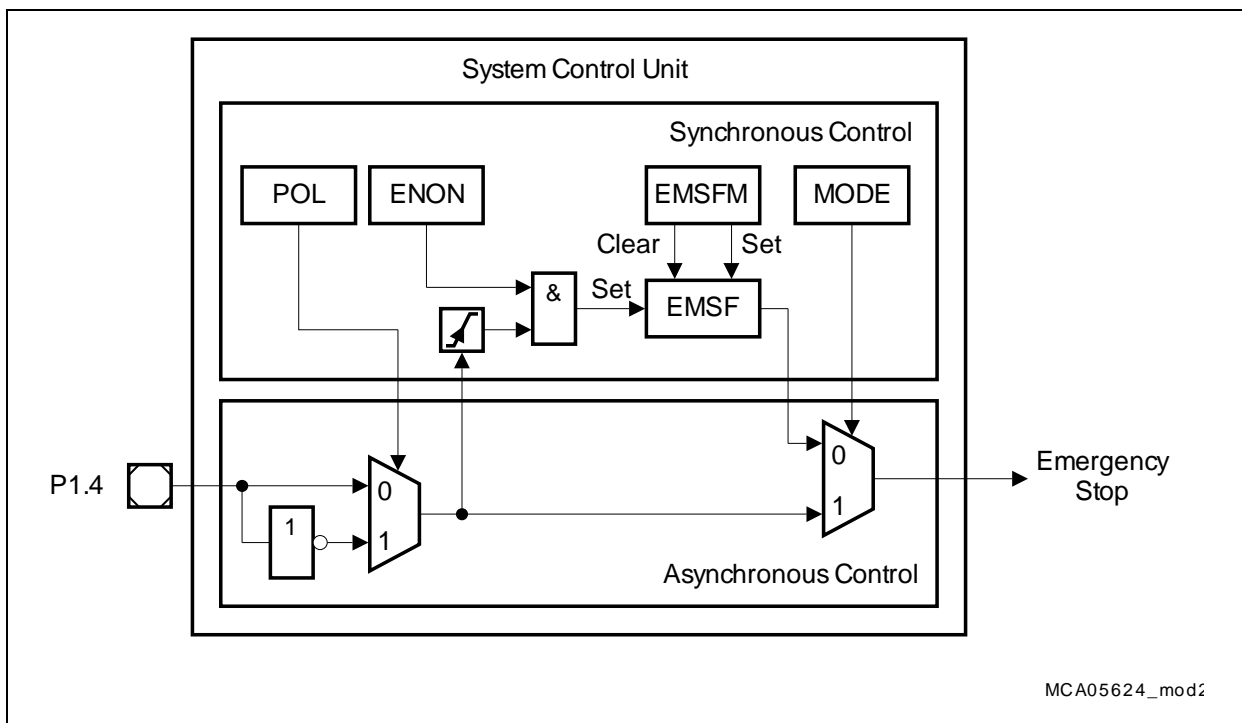 System Control Unit
Synchronous Control
POL
ENON
EMSFM
MODE
Clear
Set
&
Set
EMSF
P1.4
0
1
1
0
1
Emergency
Stop
Asynchronous Control
MCA05624_mod2